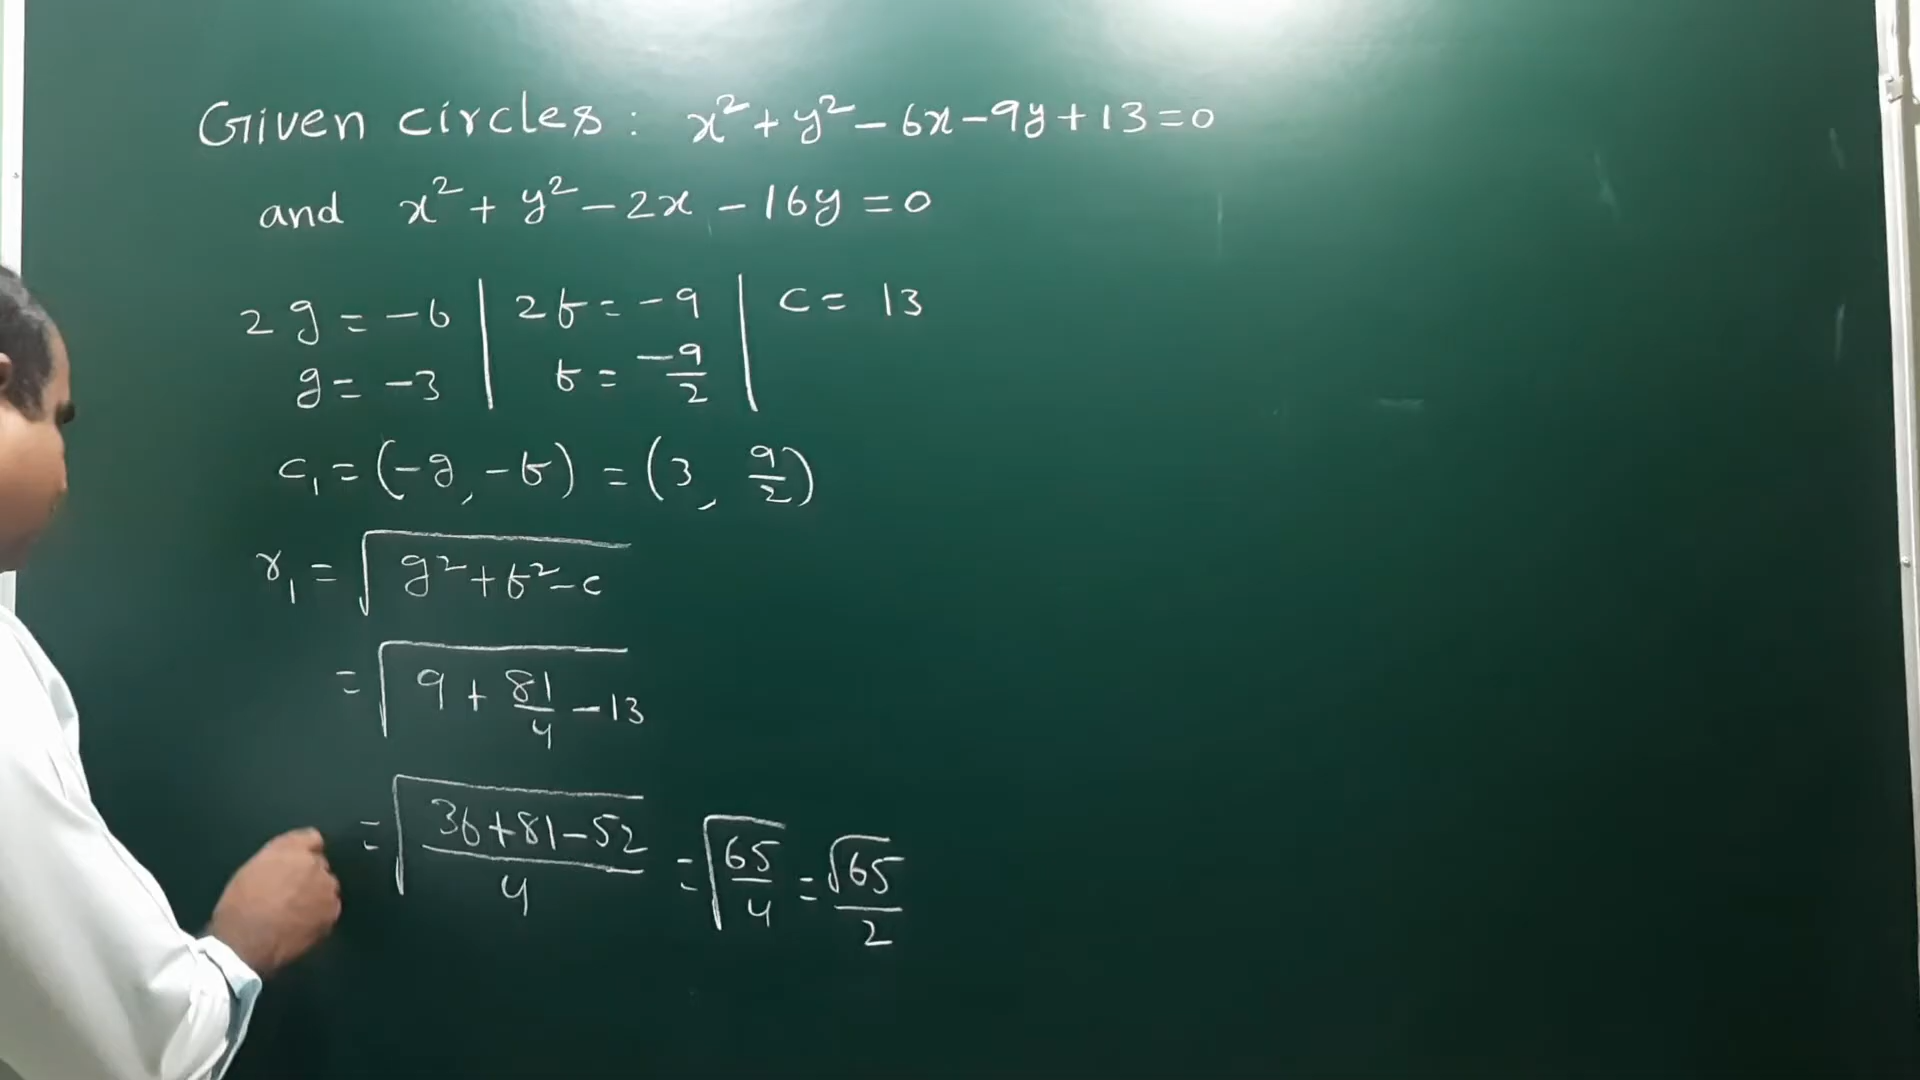 Given circles : x² + y² − 6x − 9y + 13 = 0
and x² + y² − 2x − 16y = 0
2g = −6 | 2f = −9 | c = 13
g = −3 | f = −9/2 |
c₁ = (−g, −f) = (3, 9/2)
r₁ = √(g² + f² − c)
= √(9 + 81/4 − 13)
= √((36 + 81 − 52)/4) = √(65/4) = √65/2